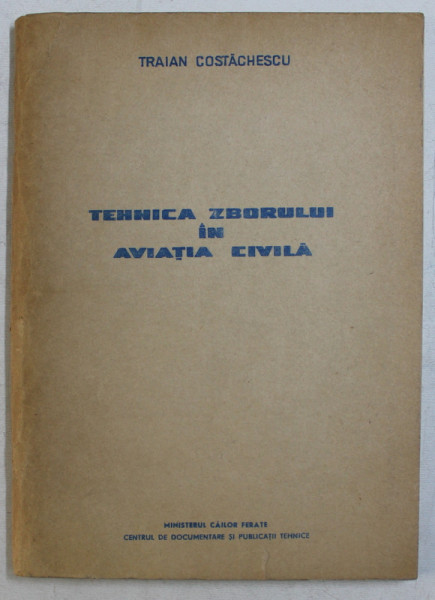 TRAIAN COSTĂCHESCU
TEHNICA ZBORULUI
ÎN
AVIAȚIA CIVILĂ
MINISTERUL CĂILOR FERATE
CENTRUL DE DOCUMENTARE ȘI PUBLICAȚII TEHNICE